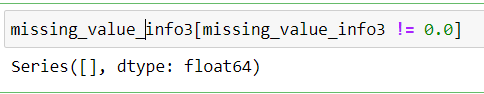 missing_value_info3[missing_value_info3 != 0.0]
Series([], dtype: float64)